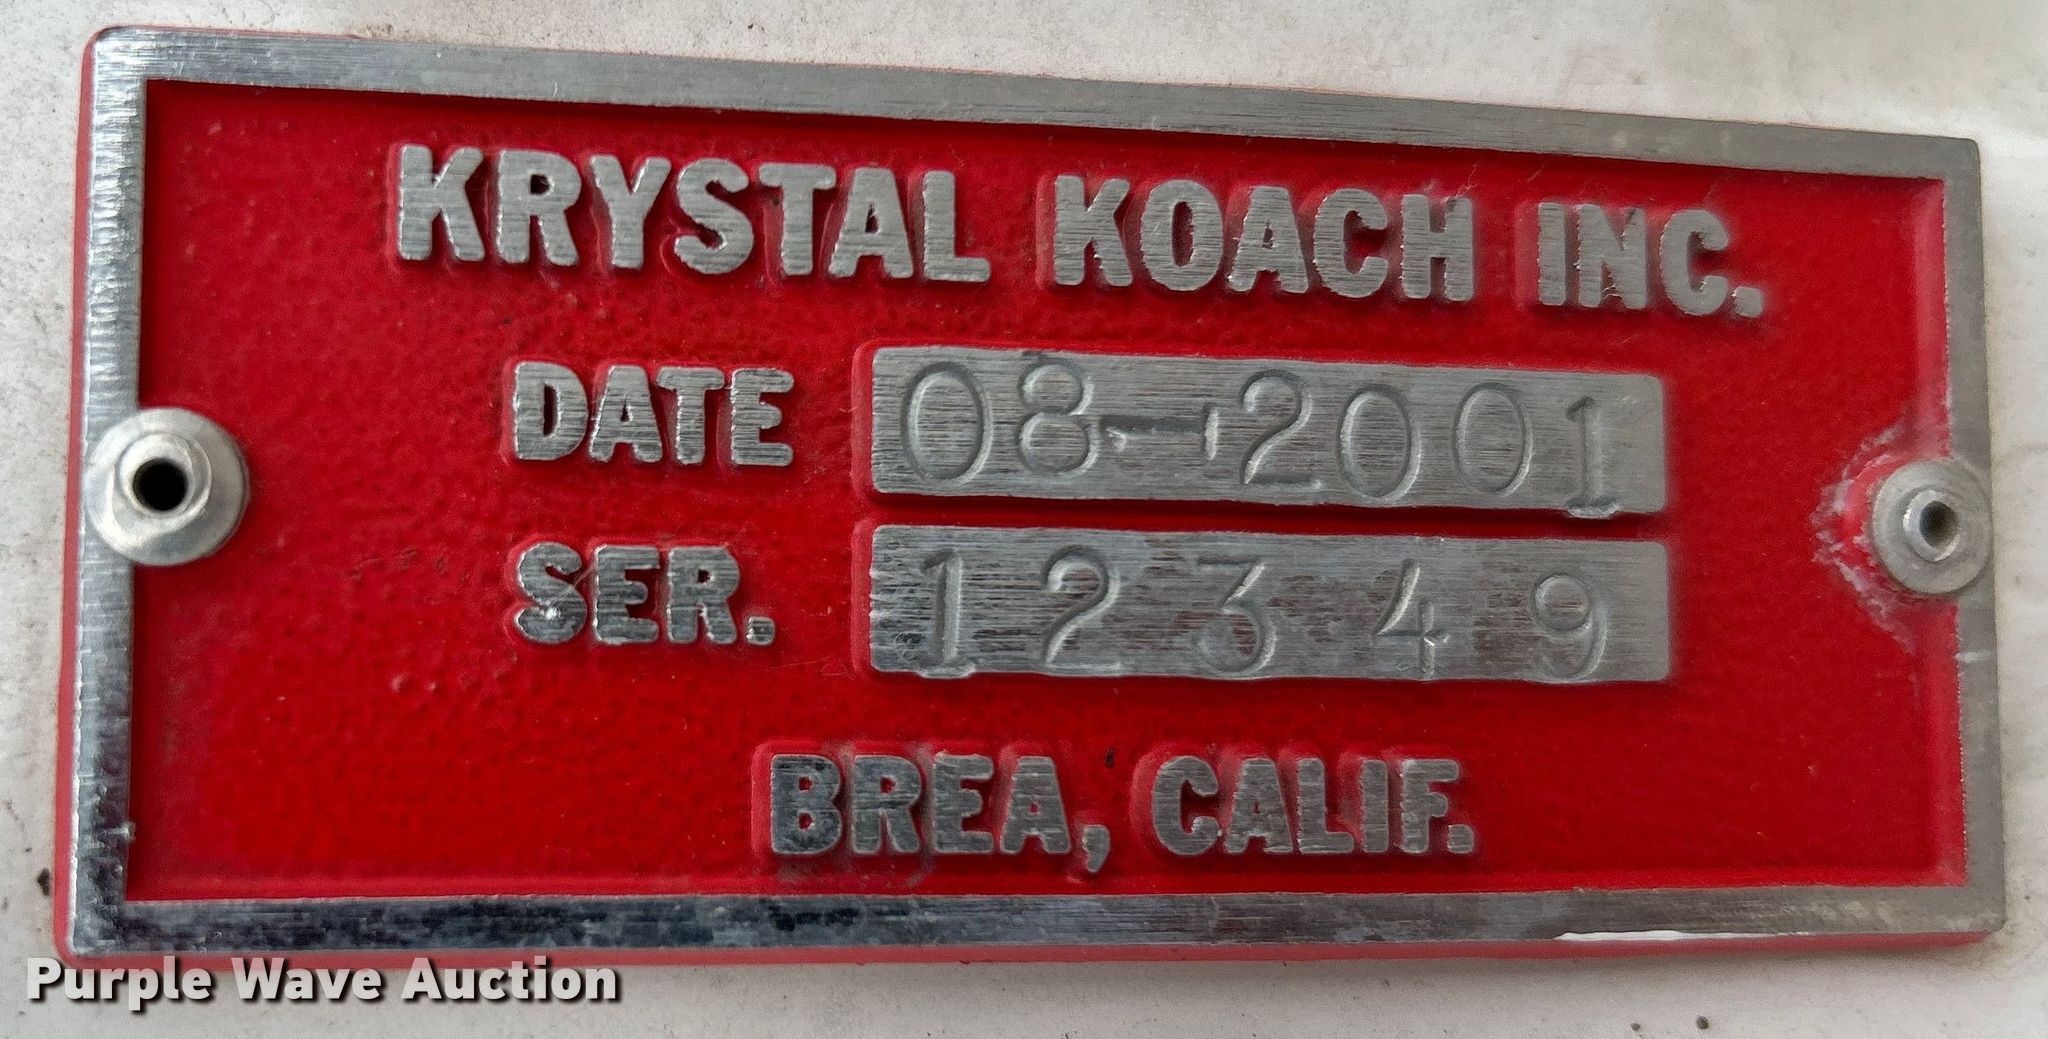 KRYSTAL KOACH INC.
DATE 08-2001
SER. 12349
BREA, CALIF.
Purple Wave Auction